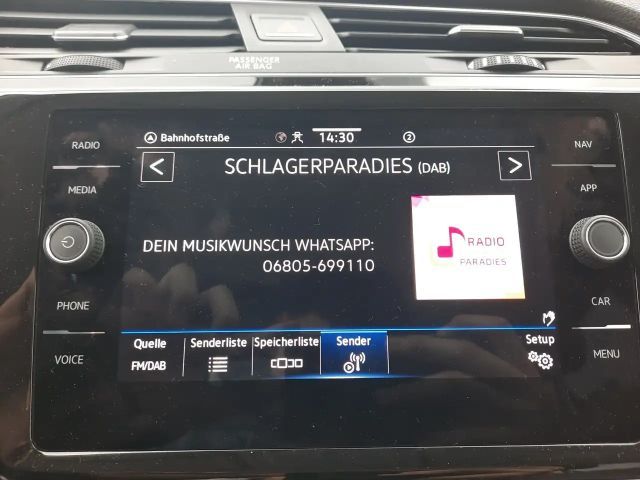 PASSENGER
AIR BAG
RADIO
MEDIA
PHONE
VOICE
Bahnhofstraße
14:30
2
<
SCHLAGERPARADIES (DAB)
>
DEIN MUSIKWUNSCH WHATSAPP:
06805-699110
RADIO
PARADIES
Quelle
FM/DAB
Senderliste
Speicherliste
Sender
Setup
NAV
APP
CAR
MENU